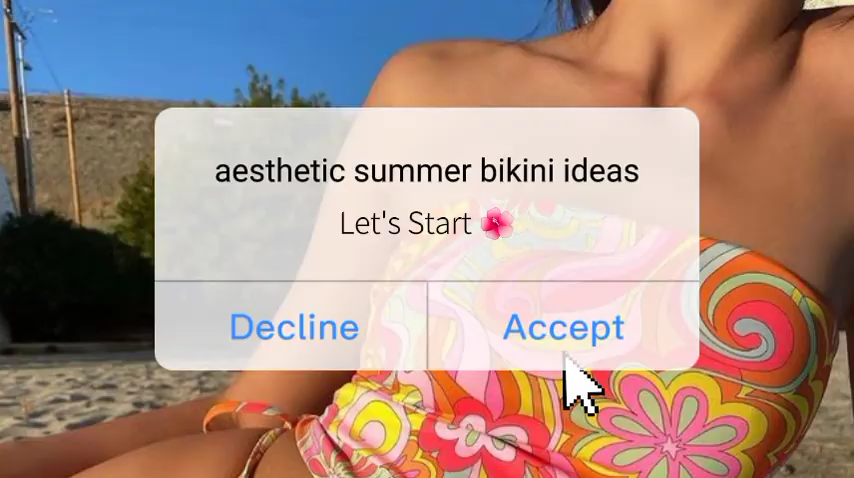 aesthetic summer bikini ideas
Let's Start 🌺
Decline
Accept